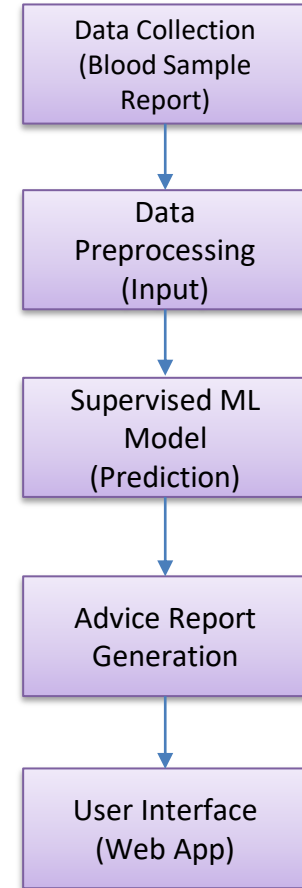 Data Collection
(Blood Sample
Report)
Data
Preprocessing
(Input)
Supervised ML
Model
(Prediction)
Advice Report
Generation
User Interface
(Web App)